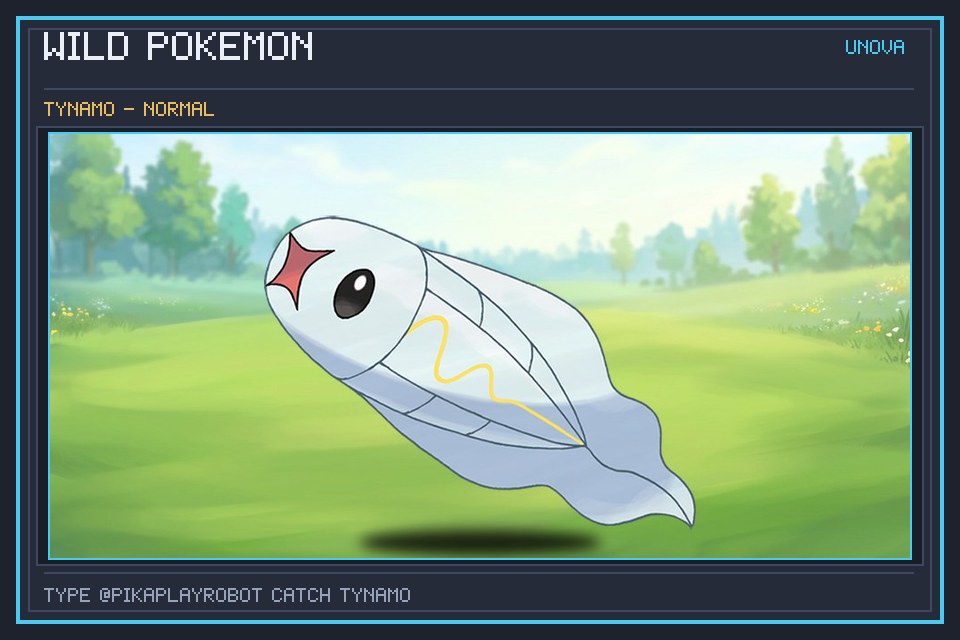 WILD POKEMON
UNOVA
TYNAMO - NORMAL
TYPE @PIKAPLAYROBOT CATCH TYNAMO